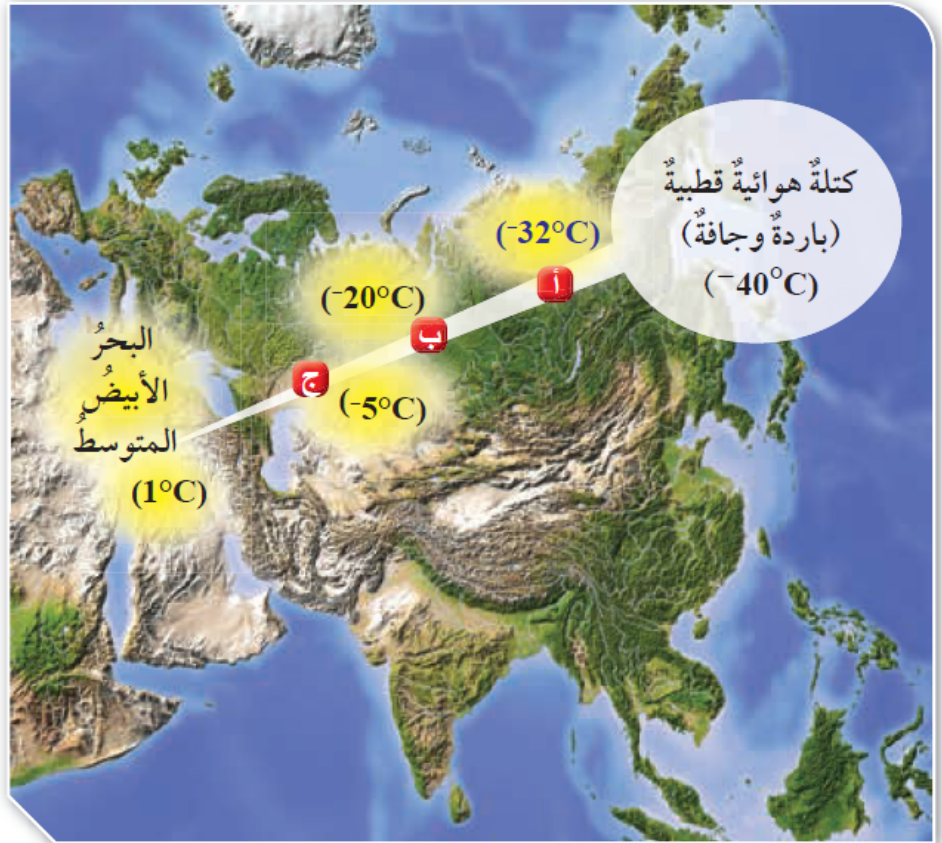 كتلةٌ هوائيةٌ قطبيةٌ
(باردةٌ وجافةٌ)
(⁻40°C)
(⁻32°C)
أ
(⁻20°C)
ب
ج
(⁻5°C)
البحرُ
الأبيضُ
المتوسطُ
(1°C)